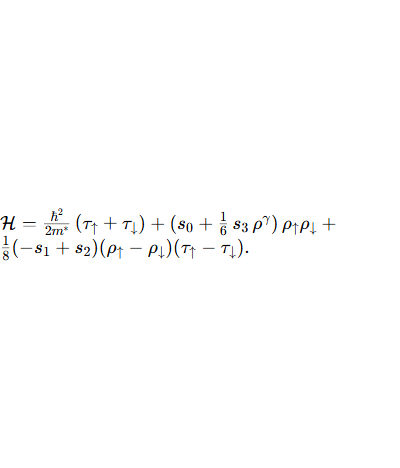 ℋ = ħ²/2m* (τ↑ + τ↓) + (s₀ + 1/6 s₃ ρ^γ) ρ↑ρ↓ +
1/8(−s₁ + s₂)(ρ↑ − ρ↓)(τ↑ − τ↓).